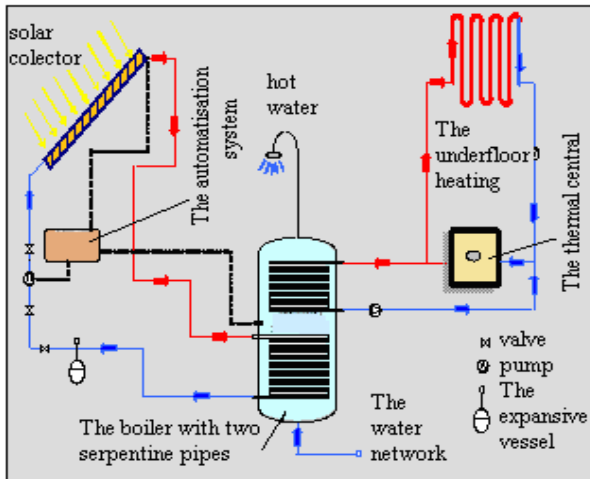 solar
colector
hot
water
The automatisation
system
The
underfloor
heating
The thermal central
valve
pump
The
expansive
vessel
The boiler with two
serpentine pipes
The
water
network